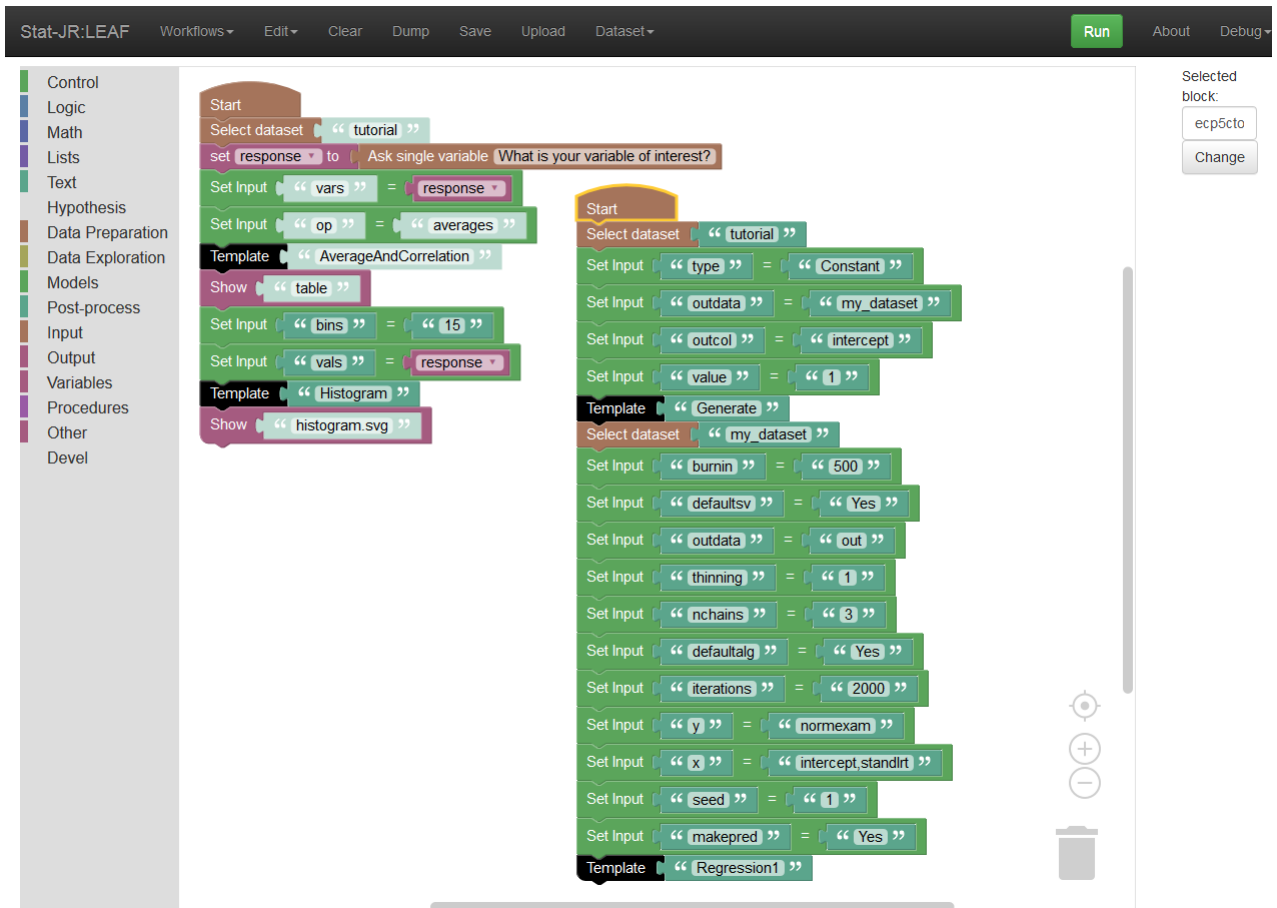 Stat-JR:LEAF Workflows Edit Clear Dump Save Upload Dataset Run About Debug
Control
Logic
Math
Lists
Text
Hypothesis
Data Preparation
Data Exploration
Models
Post-process
Input
Output
Variables
Procedures
Other
Devel
Start
Select dataset “ tutorial ”
set response to Ask single variable What is your variable of interest?
Set Input “ vars ” = response
Set Input “ op ” = “ averages ”
Template “ AverageAndCorrelation ”
Show “ table ”
Set Input “ bins ” = “ 15 ”
Set Input “ vals ” = response
Template “ Histogram ”
Show “ histogram.svg ”
Start
Select dataset “ tutorial ”
Set Input “ type ” = “ Constant ”
Set Input “ outdata ” = “ my_dataset ”
Set Input “ outcol ” = “ intercept ”
Set Input “ value ” = “ 1 ”
Template “ Generate ”
Select dataset “ my_dataset ”
Set Input “ burnin ” = “ 500 ”
Set Input “ defaultsv ” = “ Yes ”
Set Input “ outdata ” = “ out ”
Set Input “ thinning ” = “ 1 ”
Set Input “ nchains ” = “ 3 ”
Set Input “ defaultalg ” = “ Yes ”
Set Input “ iterations ” = “ 2000 ”
Set Input “ y ” = “ normexam ”
Set Input “ x ” = “ intercept,standlrt ”
Set Input “ seed ” = “ 1 ”
Set Input “ makepred ” = “ Yes ”
Template “ Regression1 ”
Selected
block:
ecp5cto
Change